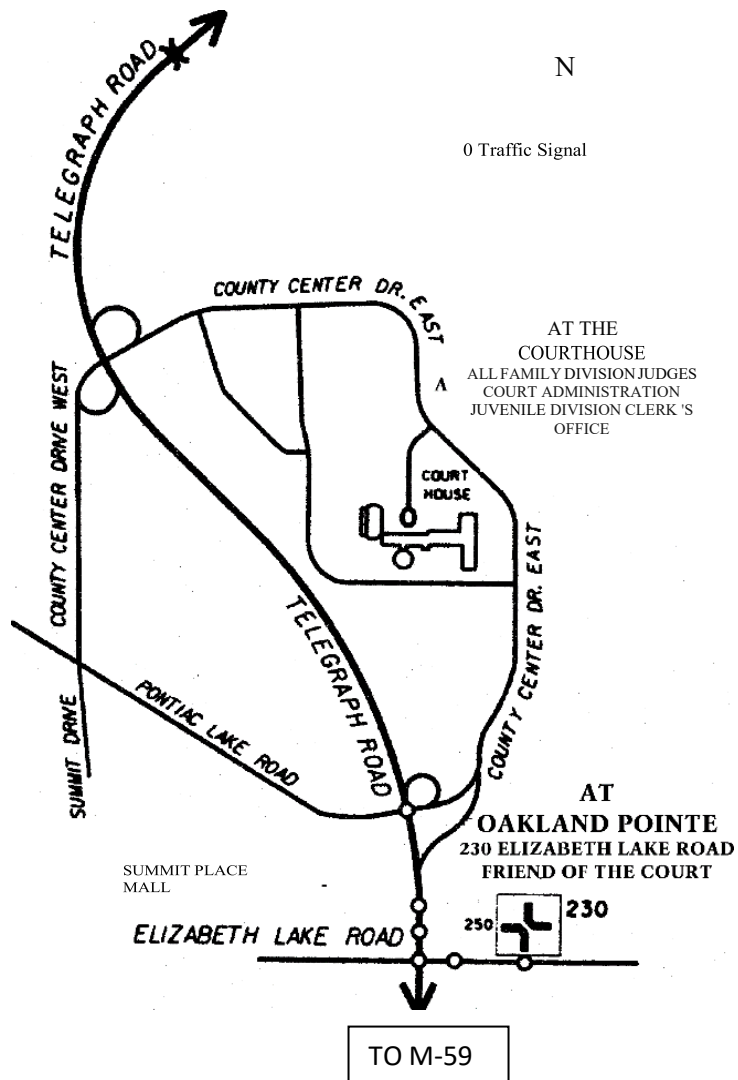 TELEGRAPH ROAD
N
0 Traffic Signal
COUNTY CENTER DR. EAST
AT THE
COURTHOUSE
ALL FAMILY DIVISION JUDGES
COURT ADMINISTRATION
JUVENILE DIVISION CLERK 'S
OFFICE
Λ
COUNTY CENTER DRIVE WEST
COURT
HOUSE
COUNTY CENTER DR. EAST
TELEGRAPH ROAD
PONTIAC LAKE ROAD
SUMMIT DRIVE
AT
OAKLAND POINTE
230 ELIZABETH LAKE ROAD
FRIEND OF THE COURT
SUMMIT PLACE
MALL
250
230
ELIZABETH LAKE ROAD
TO M-59